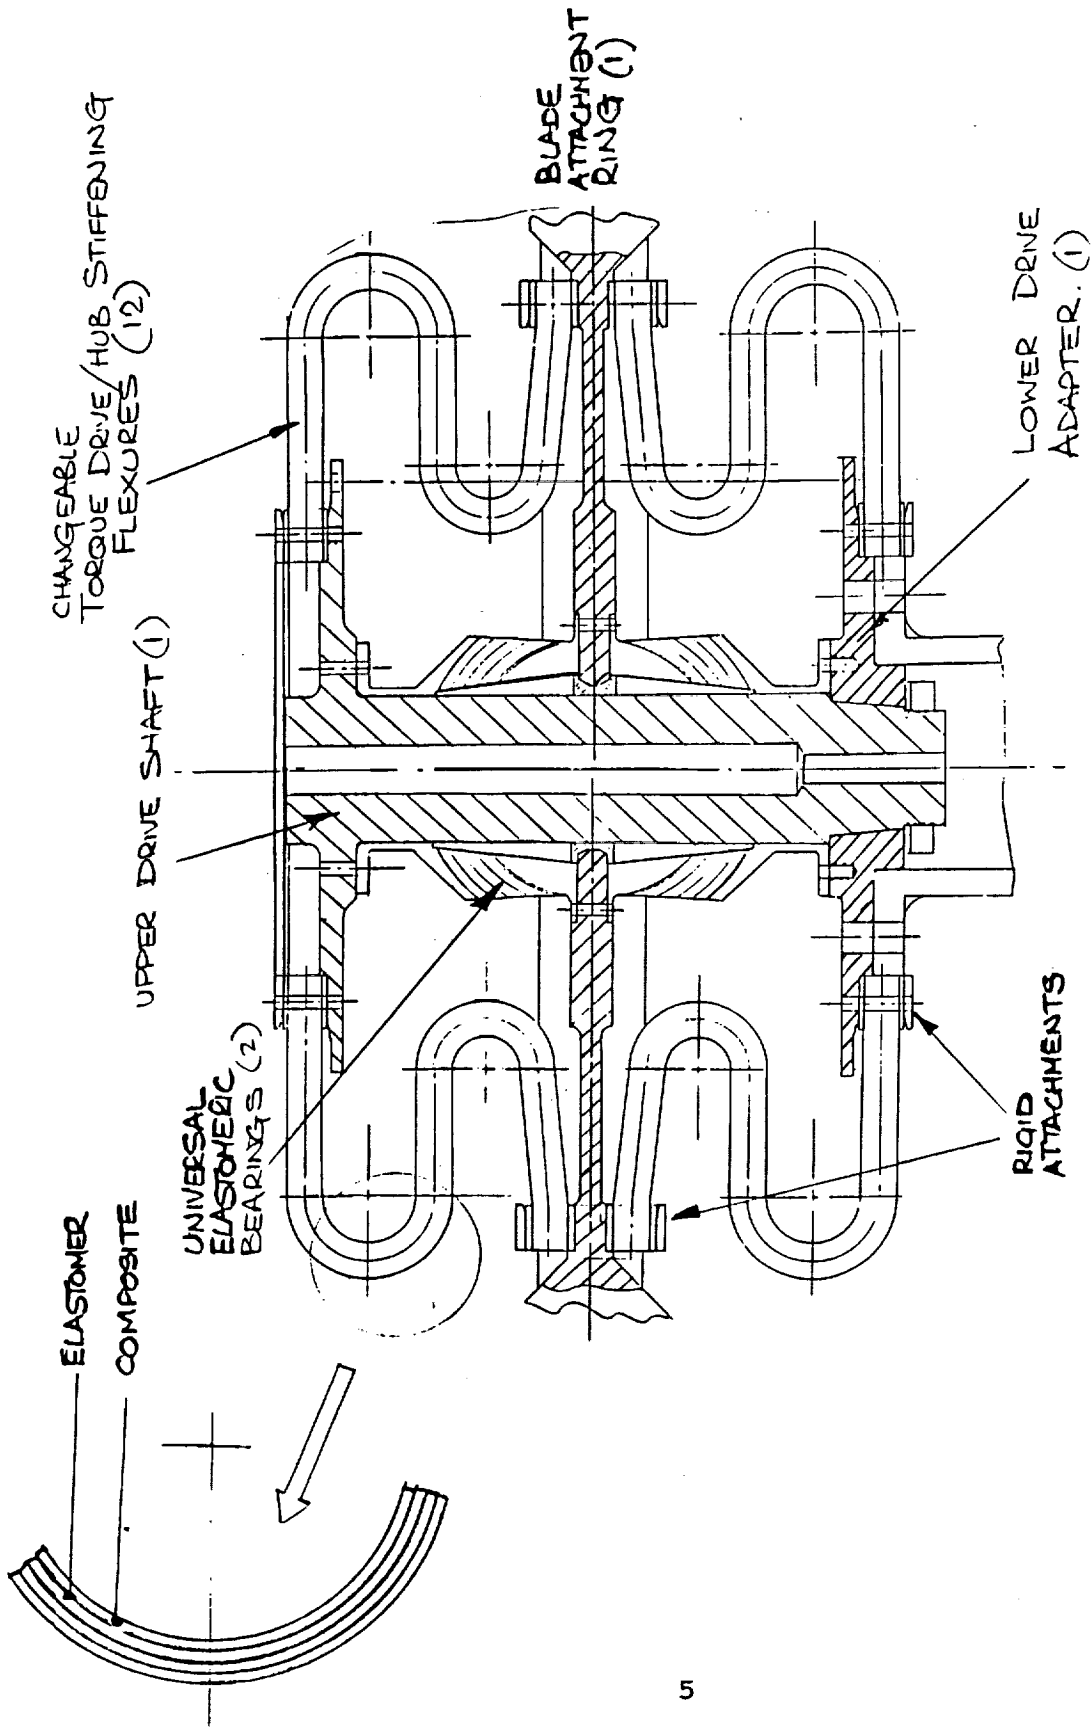 CHANGEABLE
TORQUE DRIVE/HUB STIFFENING
FLEXURES (12)
UPPER DRIVE SHAFT (1)
BLADE
ATTACHMENT
RING (1)
UNIVERSAL
ELASTOMERIC
BEARINGS (2)
ELASTOMER
COMPOSITE
LOWER DRIVE
ADAPTER. (1)
RIGID
ATTACHMENTS
5